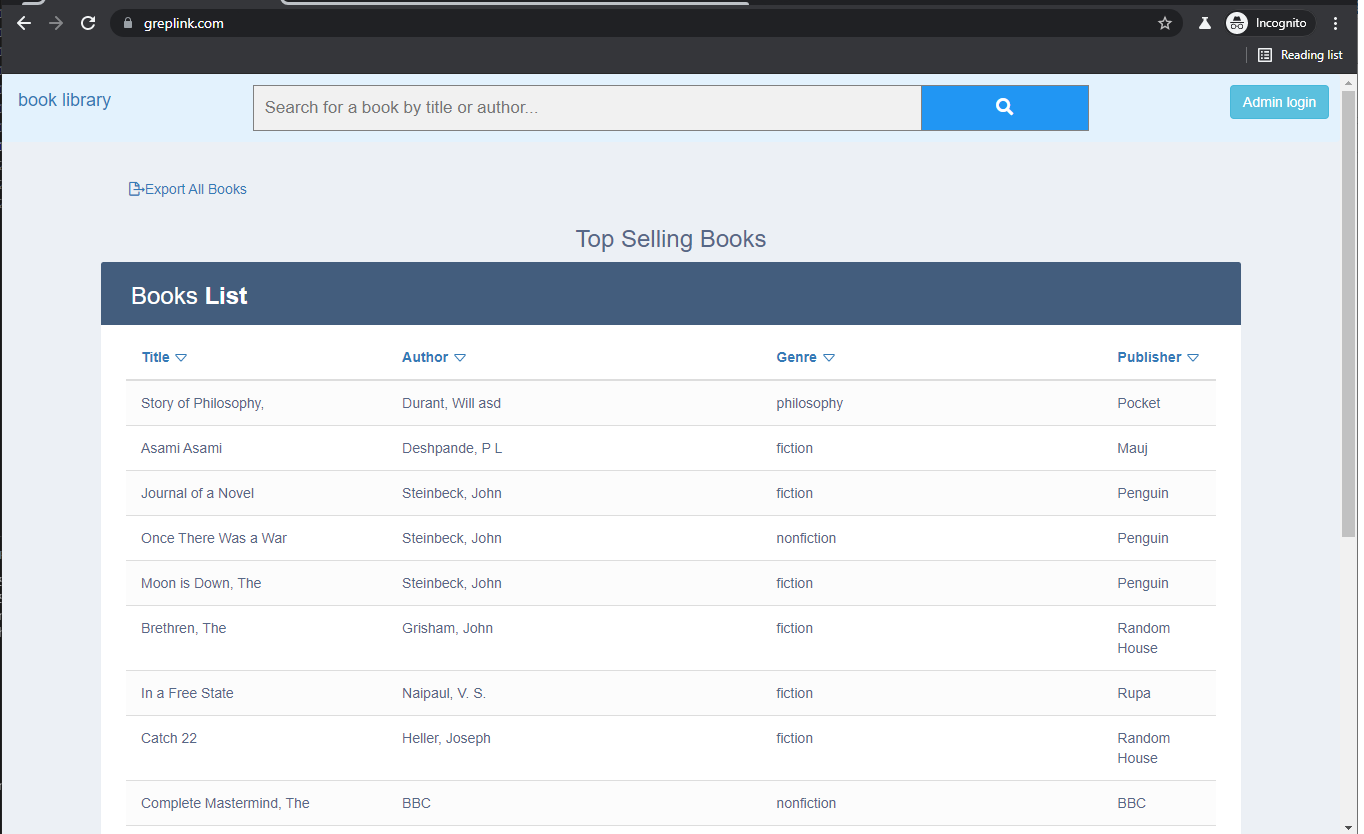 greplink.com
Incognito
Reading list
book library
Search for a book by title or author...
Admin login
Export All Books
Top Selling Books
Books List
Title Author Genre Publisher
Story of Philosophy, Durant, Will asd philosophy Pocket
Asami Asami Deshpande, P L fiction Mauj
Journal of a Novel Steinbeck, John fiction Penguin
Once There Was a War Steinbeck, John nonfiction Penguin
Moon is Down, The Steinbeck, John fiction Penguin
Brethren, The Grisham, John fiction Random
House
In a Free State Naipaul, V. S. fiction Rupa
Catch 22 Heller, Joseph fiction Random
House
Complete Mastermind, The BBC nonfiction BBC